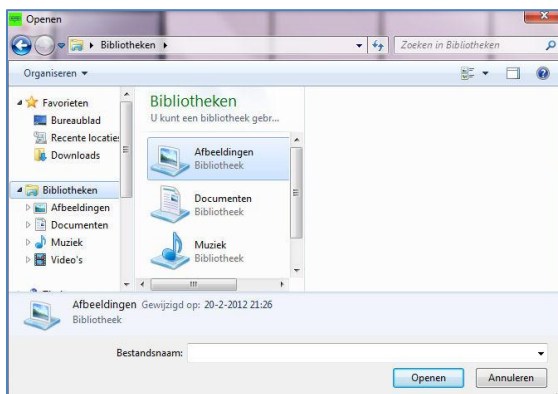 Openen
Bibliotheken
Zoeken in Bibliotheken
Organiseren
Favorieten
Bureaublad
Recente locatie
Downloads
Bibliotheken
Afbeeldingen
Documenten
Muziek
Video's
Bibliotheken
U kunt een bibliotheek gebr...
Afbeeldingen
Bibliotheek
Documenten
Bibliotheek
Muziek
Bibliotheek
Afbeeldingen Gewijzigd op: 20-2-2012 21:26
Bibliotheek
Bestandsnaam:
Openen Annuleren